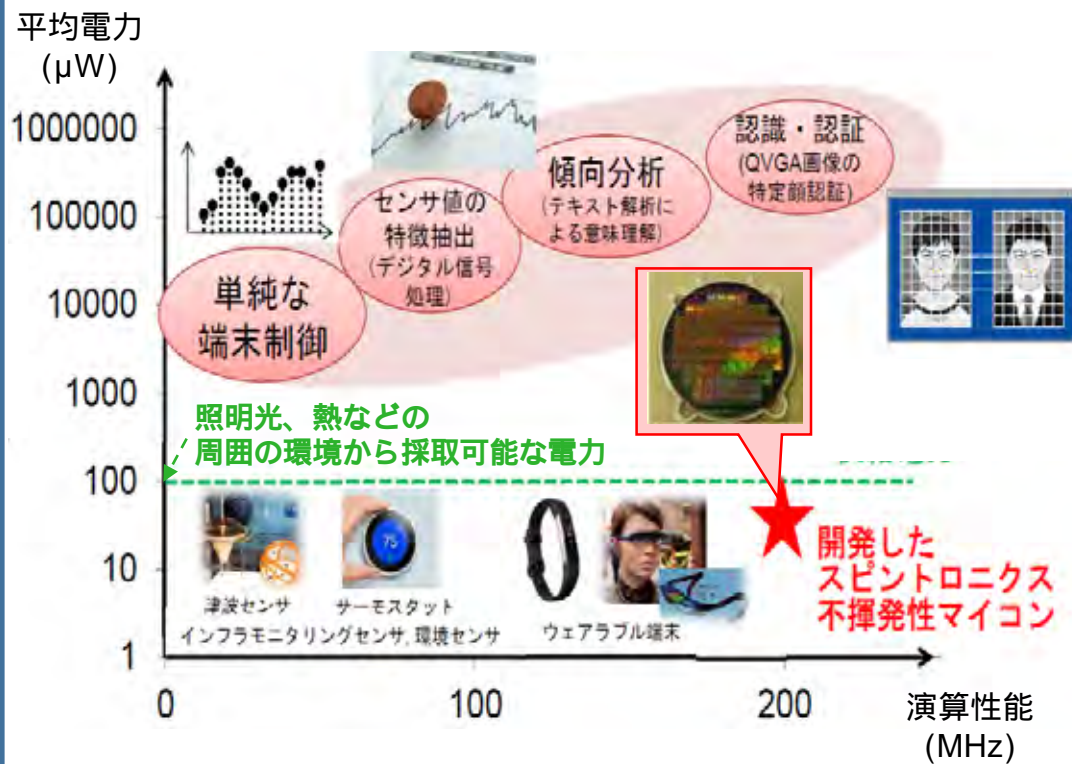 平均電力
(μW)
1000000
100000
10000
1000
100
10
1
認識・認証
(QVGA画像の
特定顔認証)
傾向分析
(テキスト解析に
よる意味理解)
センサ値の
特徴抽出
(デジタル信号
処理)
単純な
端末制御
照明光、熱などの
周囲の環境から採取可能な電力
75
津波センサ
サーモスタット
インフラモニタリングセンサ, 環境センサ
ウェアラブル端末
開発した
スピントロニクス
不揮発性マイコン
0
100
200
演算性能
(MHz)